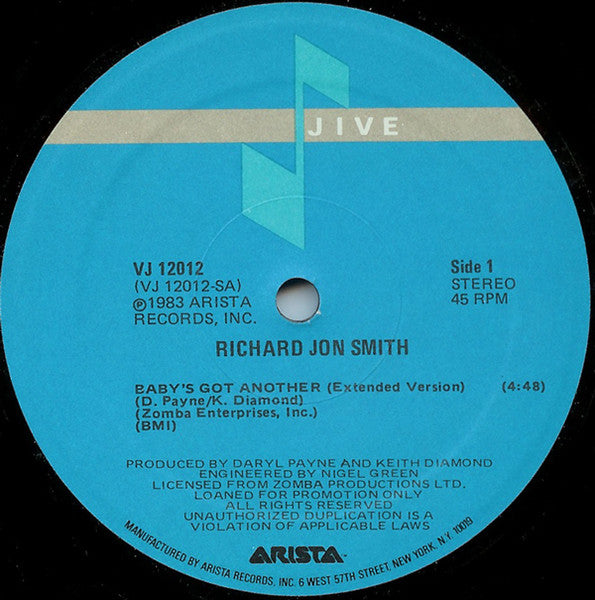 JIVE
VJ 12012
(VJ 12012-SA)
℗1983 ARISTA
RECORDS, INC.
Side 1
STEREO
45 RPM
RICHARD JON SMITH
BABY'S GOT ANOTHER (Extended Version) (4:48)
(D. Payne/K. Diamond)
(Zomba Enterprises, Inc.)
(BMI)
PRODUCED BY DARYL PAYNE AND KEITH DIAMOND
ENGINEERED BY NIGEL GREEN
LICENSED FROM ZOMBA PRODUCTIONS LTD.
LOANED FOR PROMOTION ONLY
ALL RIGHTS RESERVED
UNAUTHORIZED DUPLICATION IS A
VIOLATION OF APPLICABLE LAWS
ARISTA™
MANUFACTURED BY ARISTA RECORDS, INC. 6 WEST 57TH STREET, NEW YORK, N.Y. 10019